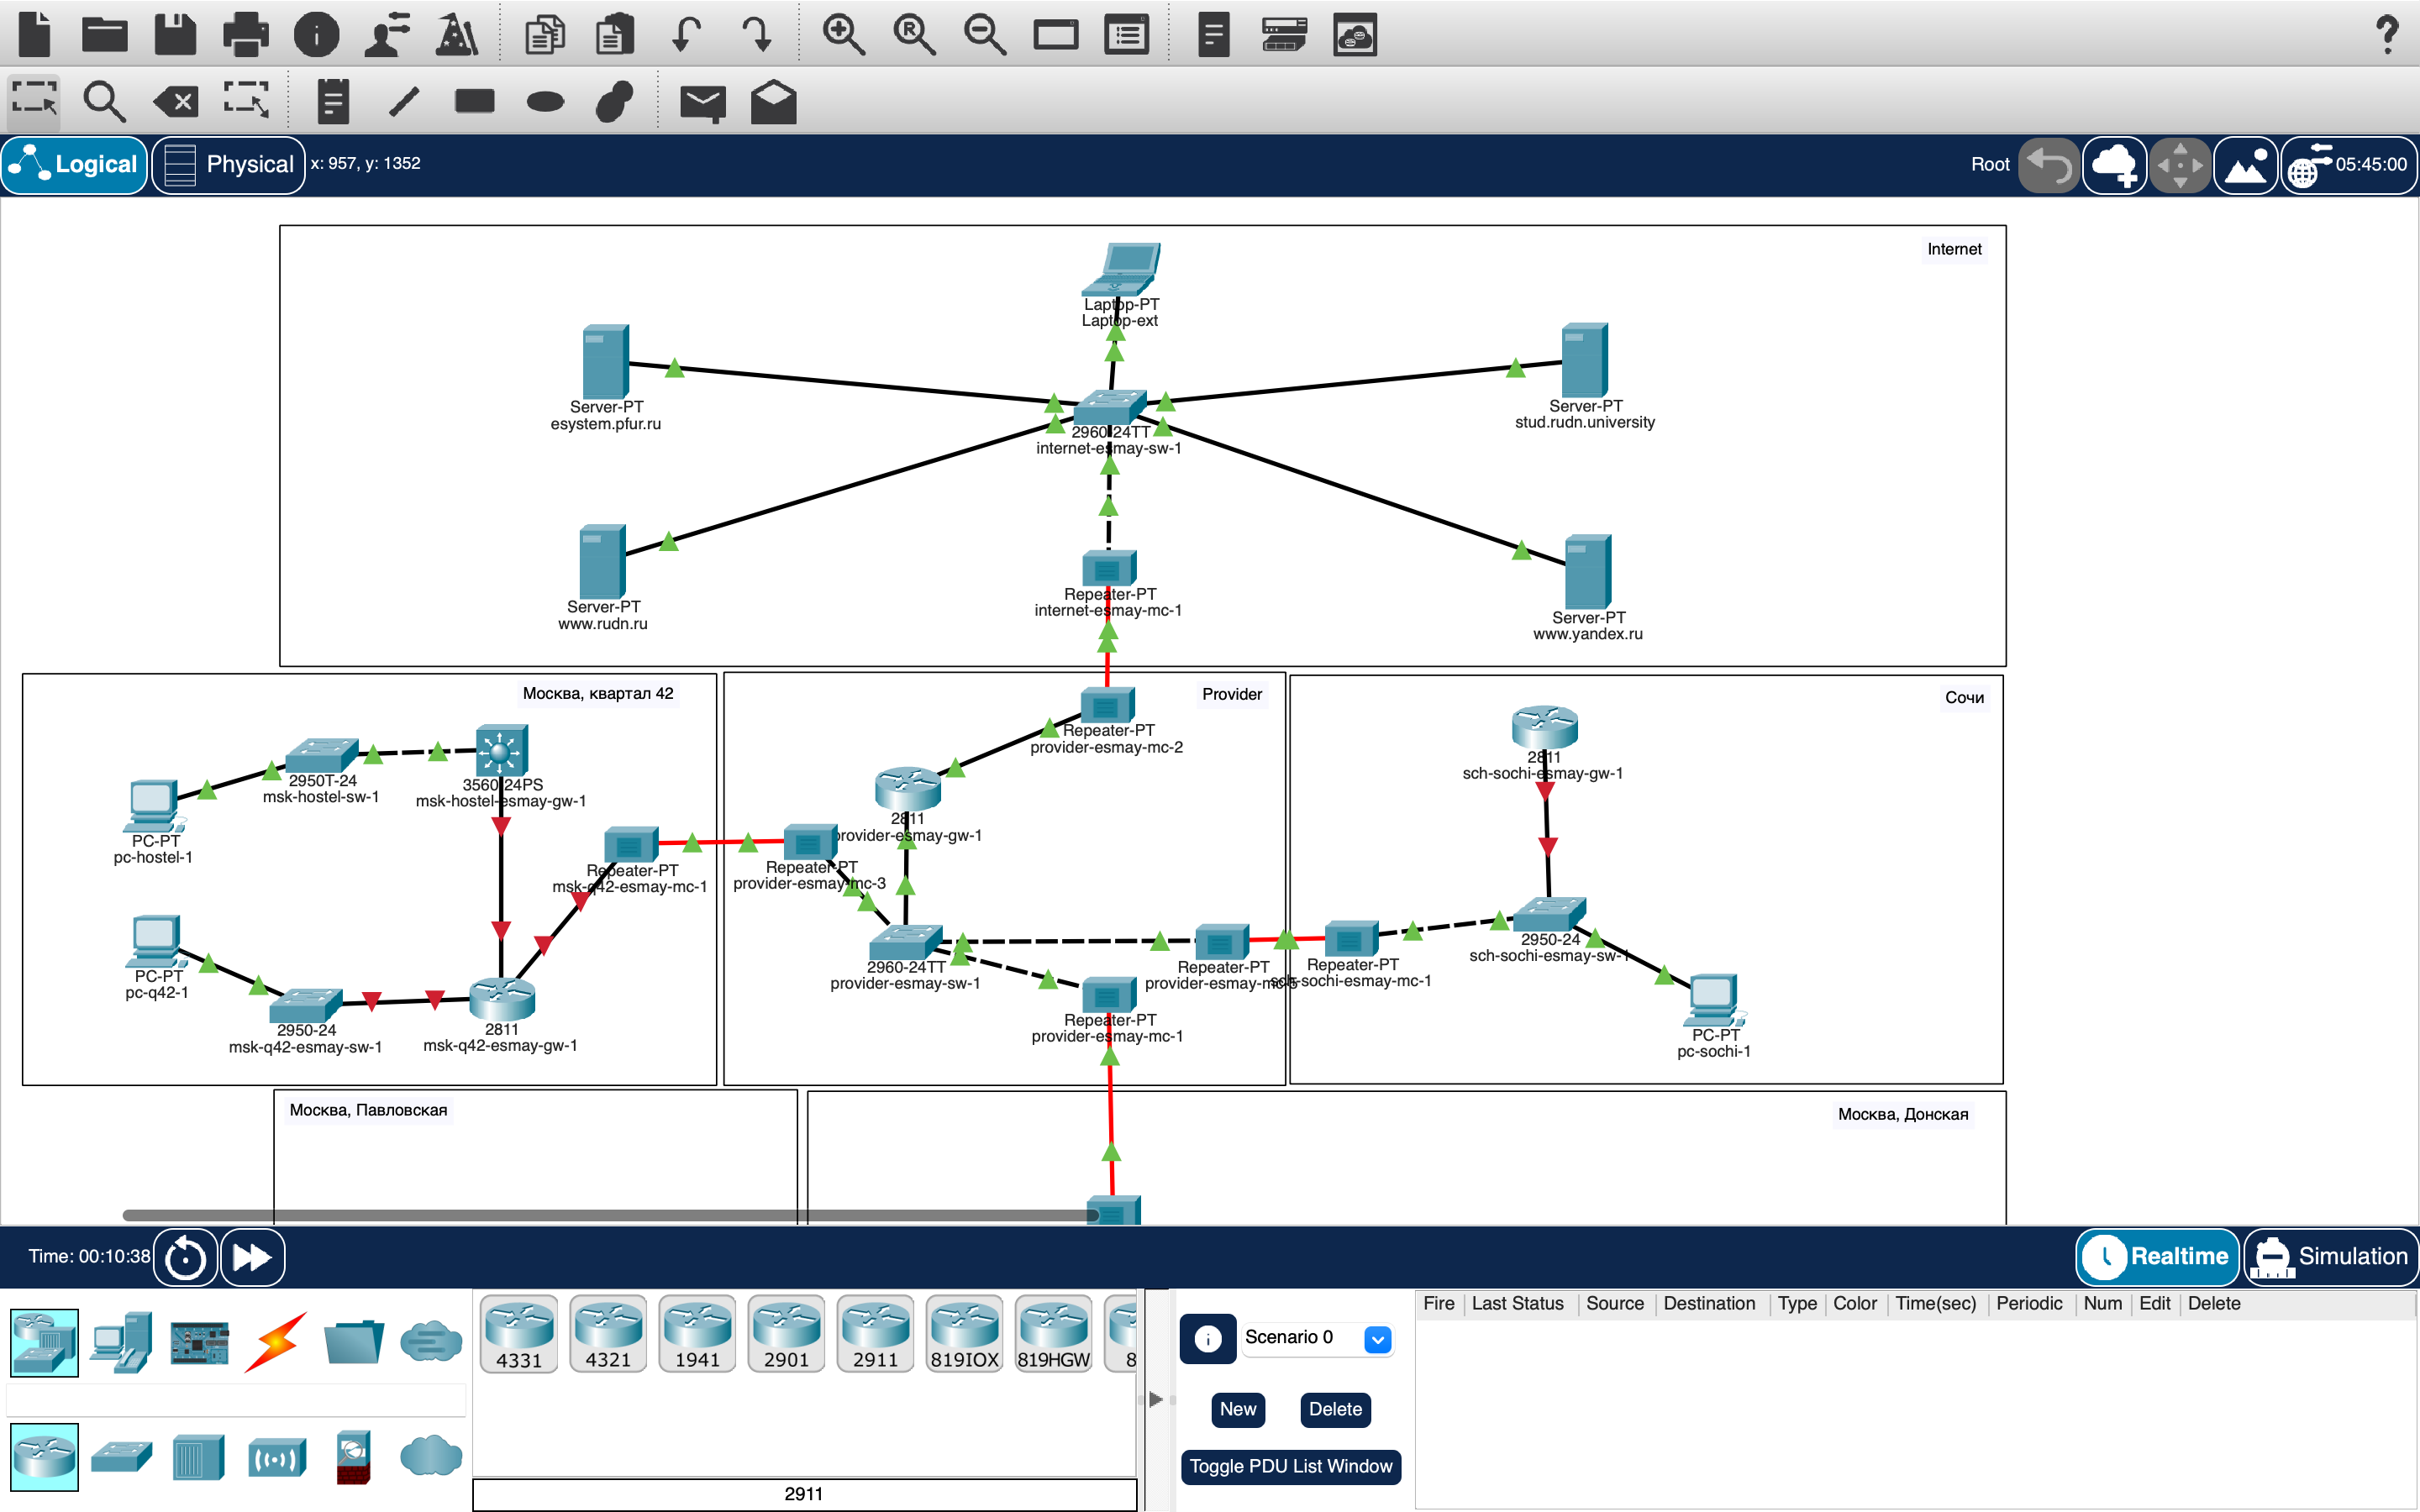 Logical
Physical
x: 957, y: 1352
Root
05:45:00
Internet
Laptop-PT
Laptop-ext
Server-PT
esystem.pfur.ru
Server-PT
stud.rudn.university
2960-24TT
internet-esmay-sw-1
Repeater-PT
internet-esmay-mc-1
Server-PT
www.rudn.ru
Server-PT
www.yandex.ru
Москва, квартал 42
Provider
Сочи
Repeater-PT
provider-esmay-mc-2
2811
sch-sochi-esmay-gw-1
2950T-24
msk-hostel-sw-1
3560-24PS
msk-hostel-esmay-gw-1
PC-PT
pc-hostel-1
2811
provider-esmay-gw-1
Repeater-PT
msk-q42-esmay-mc-1
Repeater-PT
provider-esmay-mc-3
PC-PT
pc-q42-1
2960-24TT
provider-esmay-sw-1
Repeater-PT
provider-esmay-mc-5
Repeater-PT
sch-sochi-esmay-mc-1
2950-24
sch-sochi-esmay-sw-1
2950-24
msk-q42-esmay-sw-1
2811
msk-q42-esmay-gw-1
Repeater-PT
provider-esmay-mc-1
PC-PT
pc-sochi-1
Москва, Павловская
Москва, Донская
Time: 00:10:38
Realtime
Simulation
4331
4321
1941
2901
2911
819IOX
819HGW
8
2911
Scenario 0
New
Delete
Toggle PDU List Window
Fire Last Status Source Destination Type Color Time(sec) Periodic Num Edit Delete